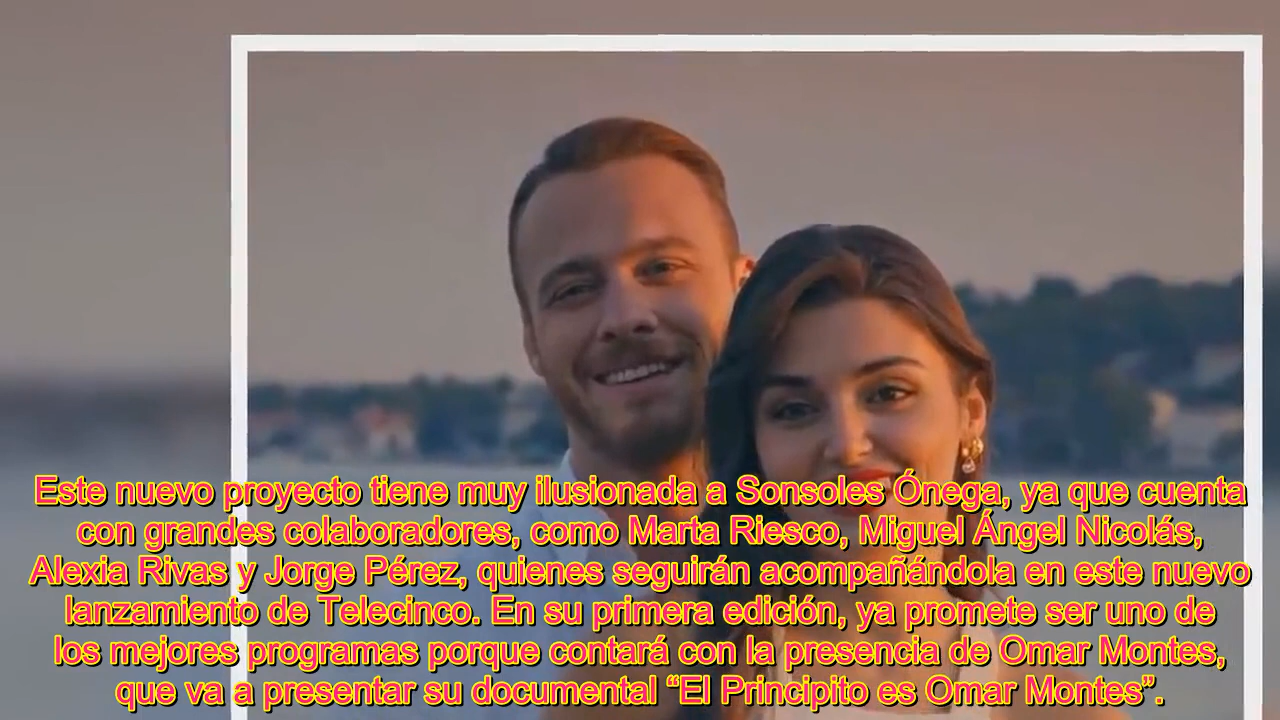 Este nuevo proyecto tiene muy ilusionada a Sonsoles Ónega, ya que cuenta
con grandes colaboradores, como Marta Riesco, Miguel Ángel Nicolás,
Alexia Rivas y Jorge Pérez, quienes seguirán acompañándola en este nuevo
lanzamiento de Telecinco. En su primera edición, ya promete ser uno de
los mejores programas porque contará con la presencia de Omar Montes,
que va a presentar su documental “El Principito es Omar Montes”.